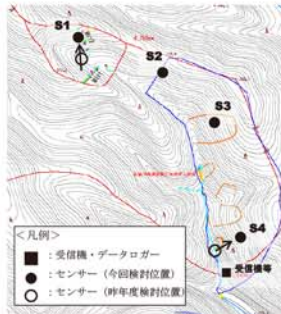 S1
S2
S3
S4
受信機等
＜凡例＞
■：受信機・データロガー
●：センサー（今回検討位置）
○：センサー（昨年度検討位置）